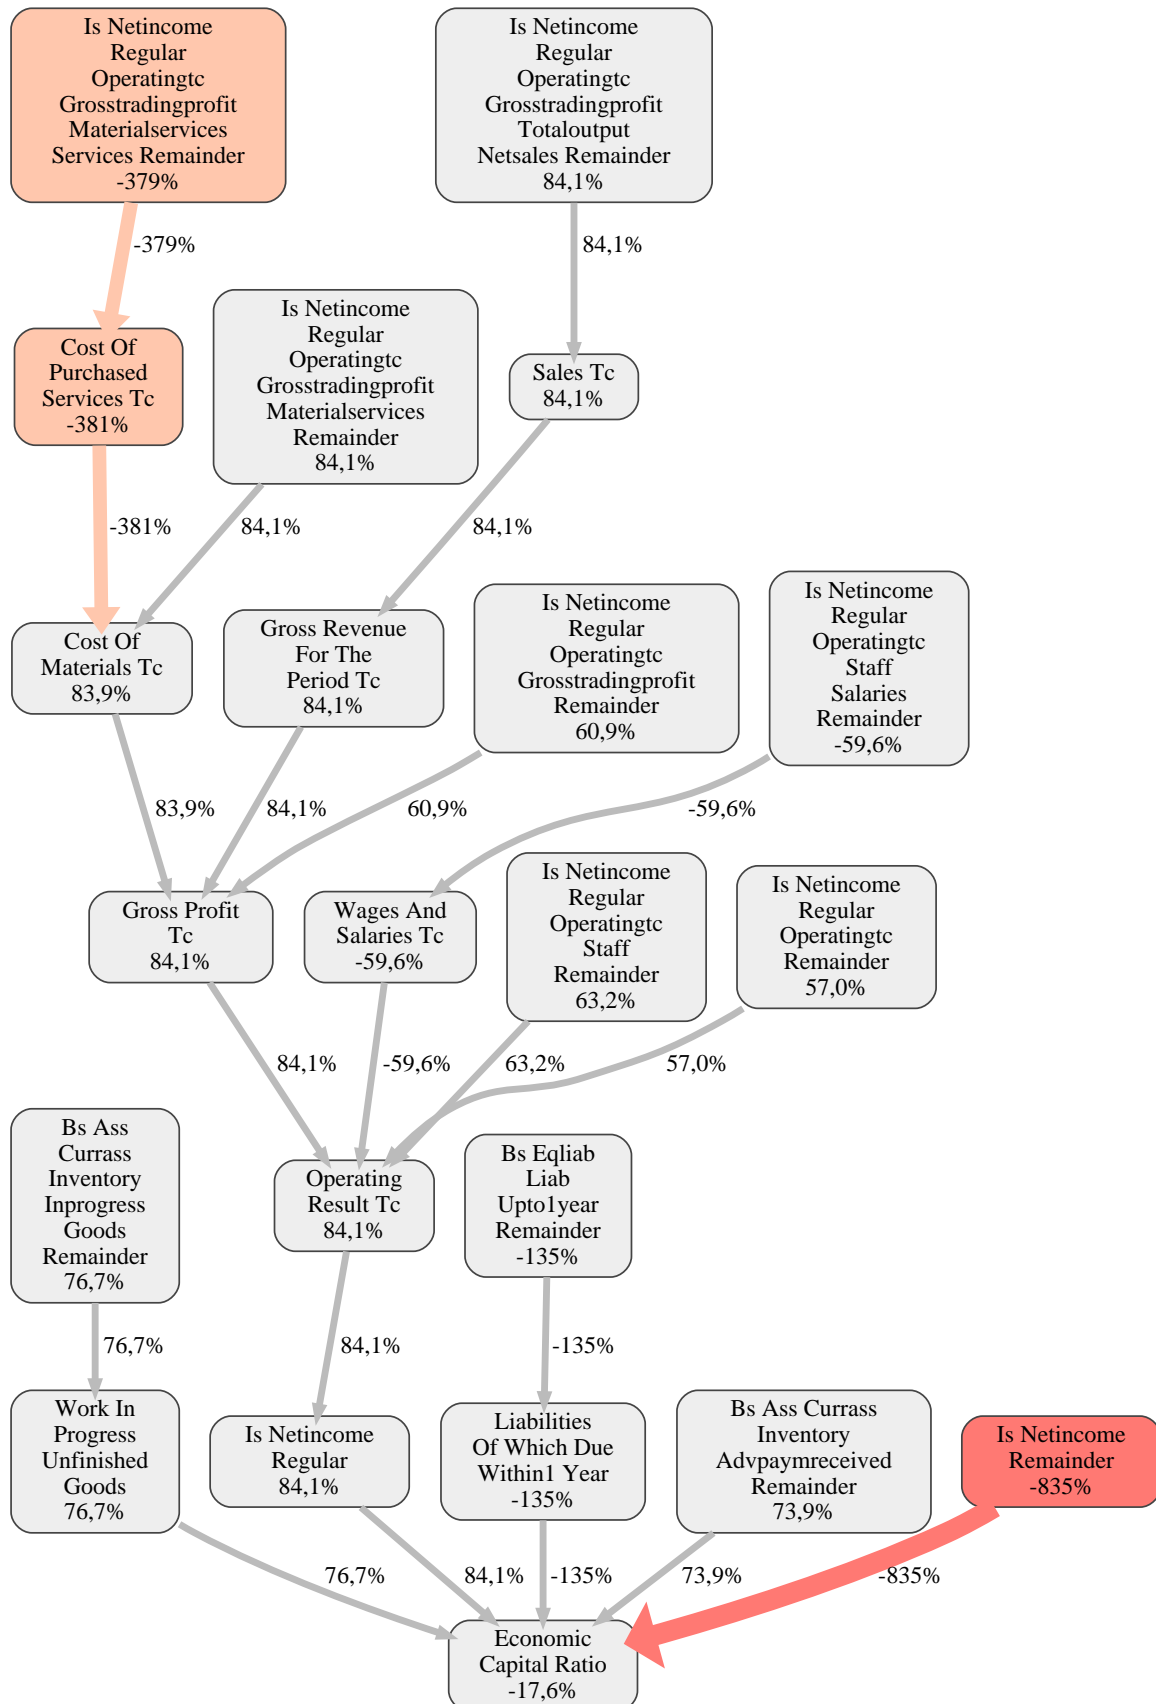 Is Netincome
Regular
Operatingtc
Grosstradingprofit
Materialservices
Services Remainder
-379%
Is Netincome
Regular
Operatingtc
Grosstradingprofit
Totaloutput
Netsales Remainder
84,1%
-379%
84,1%
Cost Of
Purchased
Services Tc
-381%
Is Netincome
Regular
Operatingtc
Grosstradingprofit
Materialservices
Remainder
84,1%
Sales Tc
84,1%
-381%
84,1%
84,1%
Cost Of
Materials Tc
83,9%
Gross Revenue
For The
Period Tc
84,1%
Is Netincome
Regular
Operatingtc
Grosstradingprofit
Remainder
60,9%
Is Netincome
Regular
Operatingtc
Staff
Salaries
Remainder
-59,6%
83,9%
84,1%
60,9%
-59,6%
Gross Profit
Tc
84,1%
Wages And
Salaries Tc
-59,6%
Is Netincome
Regular
Operatingtc
Staff
Remainder
63,2%
Is Netincome
Regular
Operatingtc
Remainder
57,0%
84,1%
-59,6%
63,2%
57,0%
Bs Ass
Currass
Inventory
Inprogress
Goods
Remainder
76,7%
Operating
Result Tc
84,1%
Bs Eqliab
Liab
Upto1year
Remainder
-135%
76,7%
84,1%
-135%
Work In
Progress
Unfinished
Goods
76,7%
Is Netincome
Regular
84,1%
Liabilities
Of Which Due
Within1 Year
-135%
Bs Ass Currass
Inventory
Advpaymreceived
Remainder
73,9%
Is Netincome
Remainder
-835%
76,7%
84,1%
-135%
73,9%
-835%
Economic
Capital Ratio
-17,6%